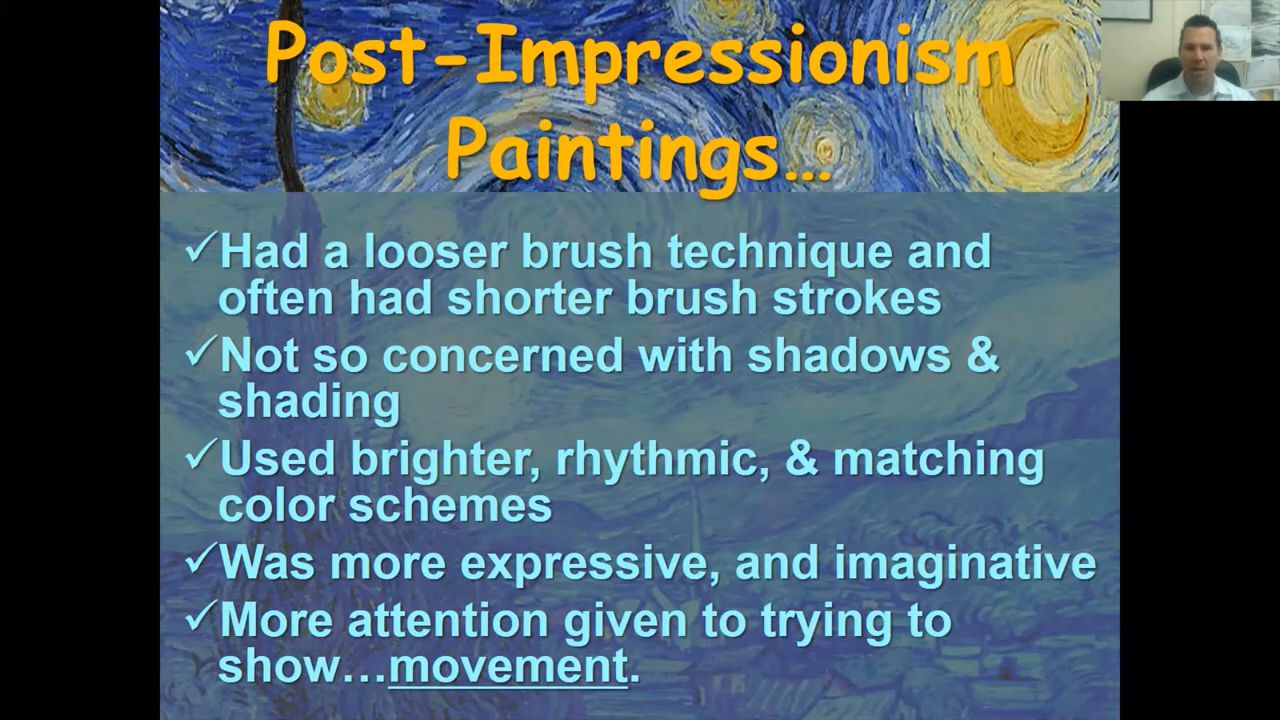 Post-Impressionism
Paintings…
✓Had a looser brush technique and
often had shorter brush strokes
✓Not so concerned with shadows &
shading
✓Used brighter, rhythmic, & matching
color schemes
✓Was more expressive, and imaginative
✓More attention given to trying to
show…movement.